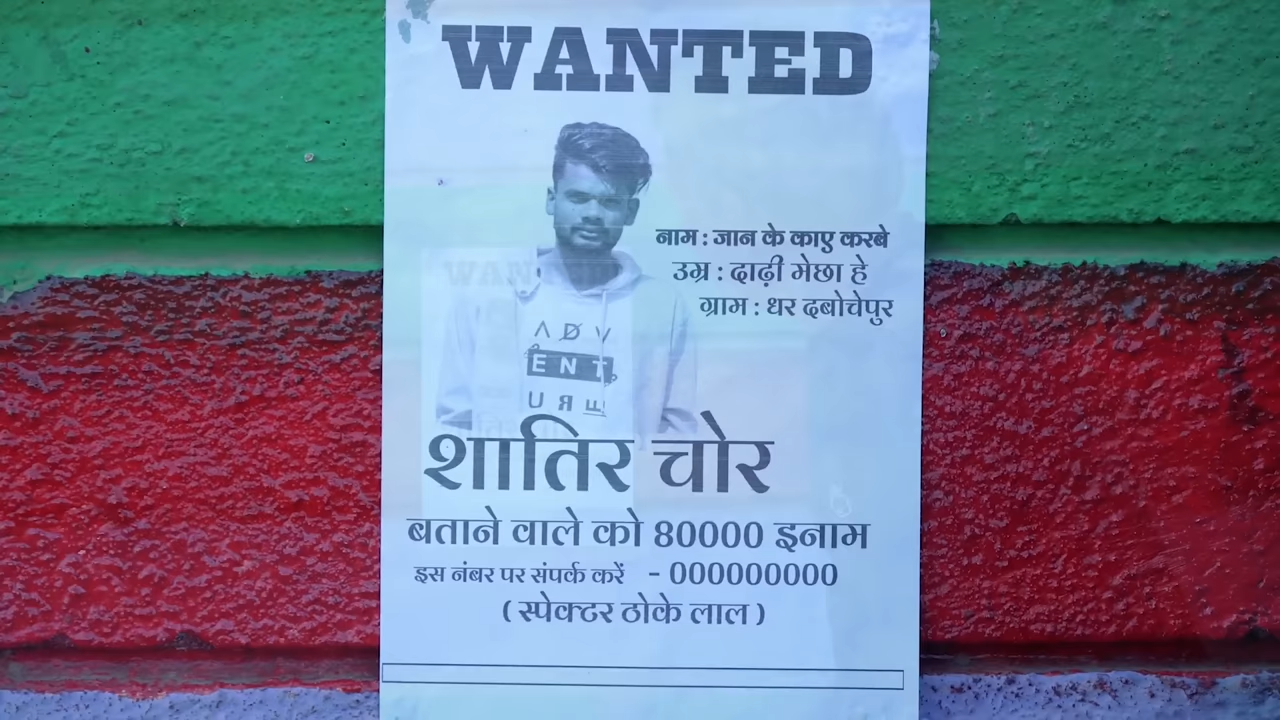 WANTED
नाम : जान के काए करबे
उम्र : दाढ़ी मेछा हे
ग्राम : धर दबोचेपुर
ADV
ENT
URE
शातिर चोर
बताने वाले को 80000 इनाम
इस नंबर पर संपर्क करें - 000000000
( स्पेक्टर ठोके लाल )